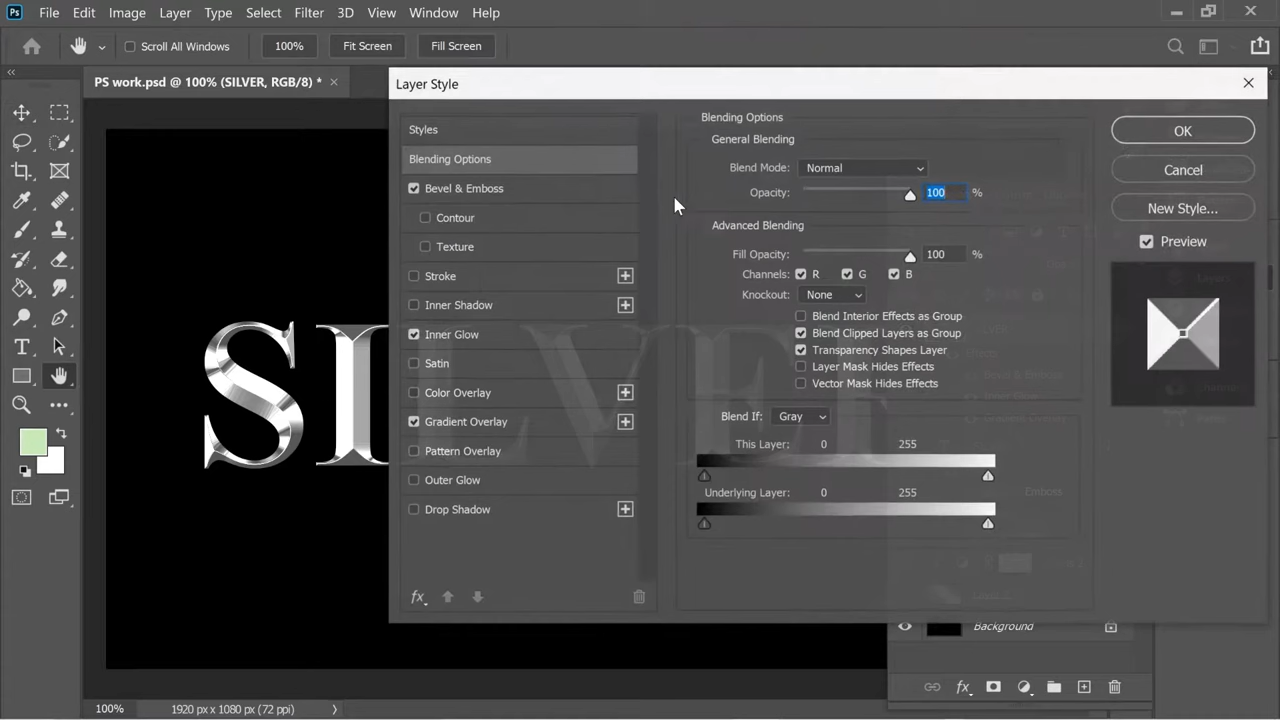 Ps File Edit Image Layer Type Select Filter 3D View Window Help
Scroll All Windows 100% Fit Screen Fill Screen
PS work.psd @ 100% (SILVER, RGB/8) * ×
Layer Style
Styles
Blending Options
Bevel & Emboss
Contour
Texture
Stroke
Inner Shadow
Inner Glow
Satin
Color Overlay
Gradient Overlay
Pattern Overlay
Outer Glow
Drop Shadow
fx
Blending Options
General Blending
Blend Mode: Normal
Opacity: 100 %
Advanced Blending
Fill Opacity: 100 %
Channels: R G B
Knockout: None
Blend Interior Effects as Group
Blend Clipped Layers as Group
Transparency Shapes Layer
Layer Mask Hides Effects
Vector Mask Hides Effects
Blend If: Gray
This Layer: 0 255
Underlying Layer: 0 255
OK
Cancel
New Style...
Preview
SILVER
Emboss
Background
fx
100% 1920 px x 1080 px (72 ppi)